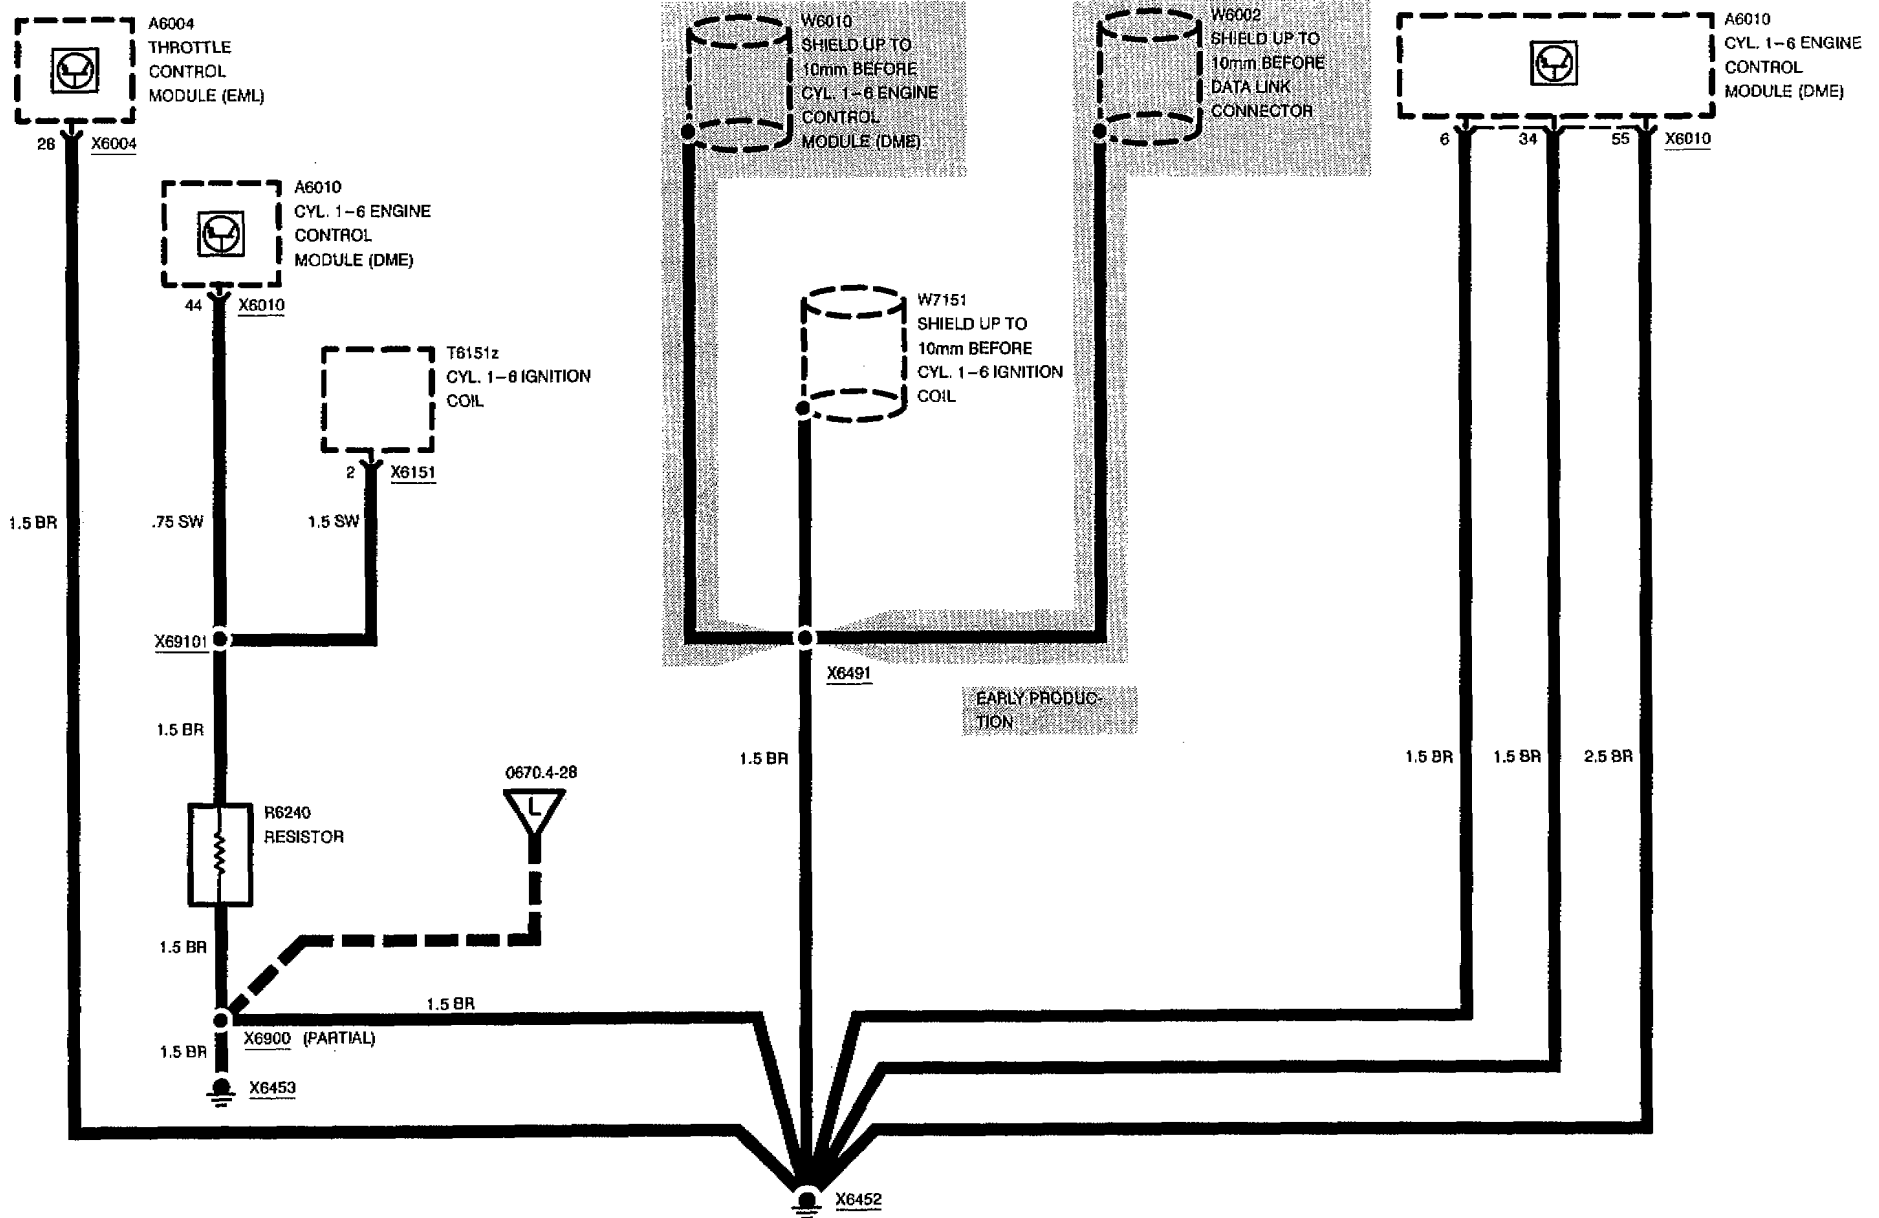 A6004
THROTTLE
CONTROL
MODULE (EML)
28
X6004
A6010
CYL. 1–6 ENGINE
CONTROL
MODULE (DME)
44
X6010
T6151z
CYL. 1–6 IGNITION
COIL
2
X6151
1.5 BR
.75 SW
1.5 SW
X69101
1.5 BR
R6240
RESISTOR
0670.4-28
L
1.5 BR
1.5 BR
X6900 (PARTIAL)
1.5 BR
X6453
W6010
SHIELD UP TO
10mm BEFORE
CYL. 1–6 ENGINE
CONTROL
MODULE (DME)
W6002
SHIELD UP TO
10mm BEFORE
DATA LINK
CONNECTOR
W7151
SHIELD UP TO
10mm BEFORE
CYL. 1–6 IGNITION
COIL
X6491
EARLY PRODUC-
TION
1.5 BR
A6010
CYL. 1–6 ENGINE
CONTROL
MODULE (DME)
6
34
55
X6010
1.5 BR
1.5 BR
2.5 BR
X6452